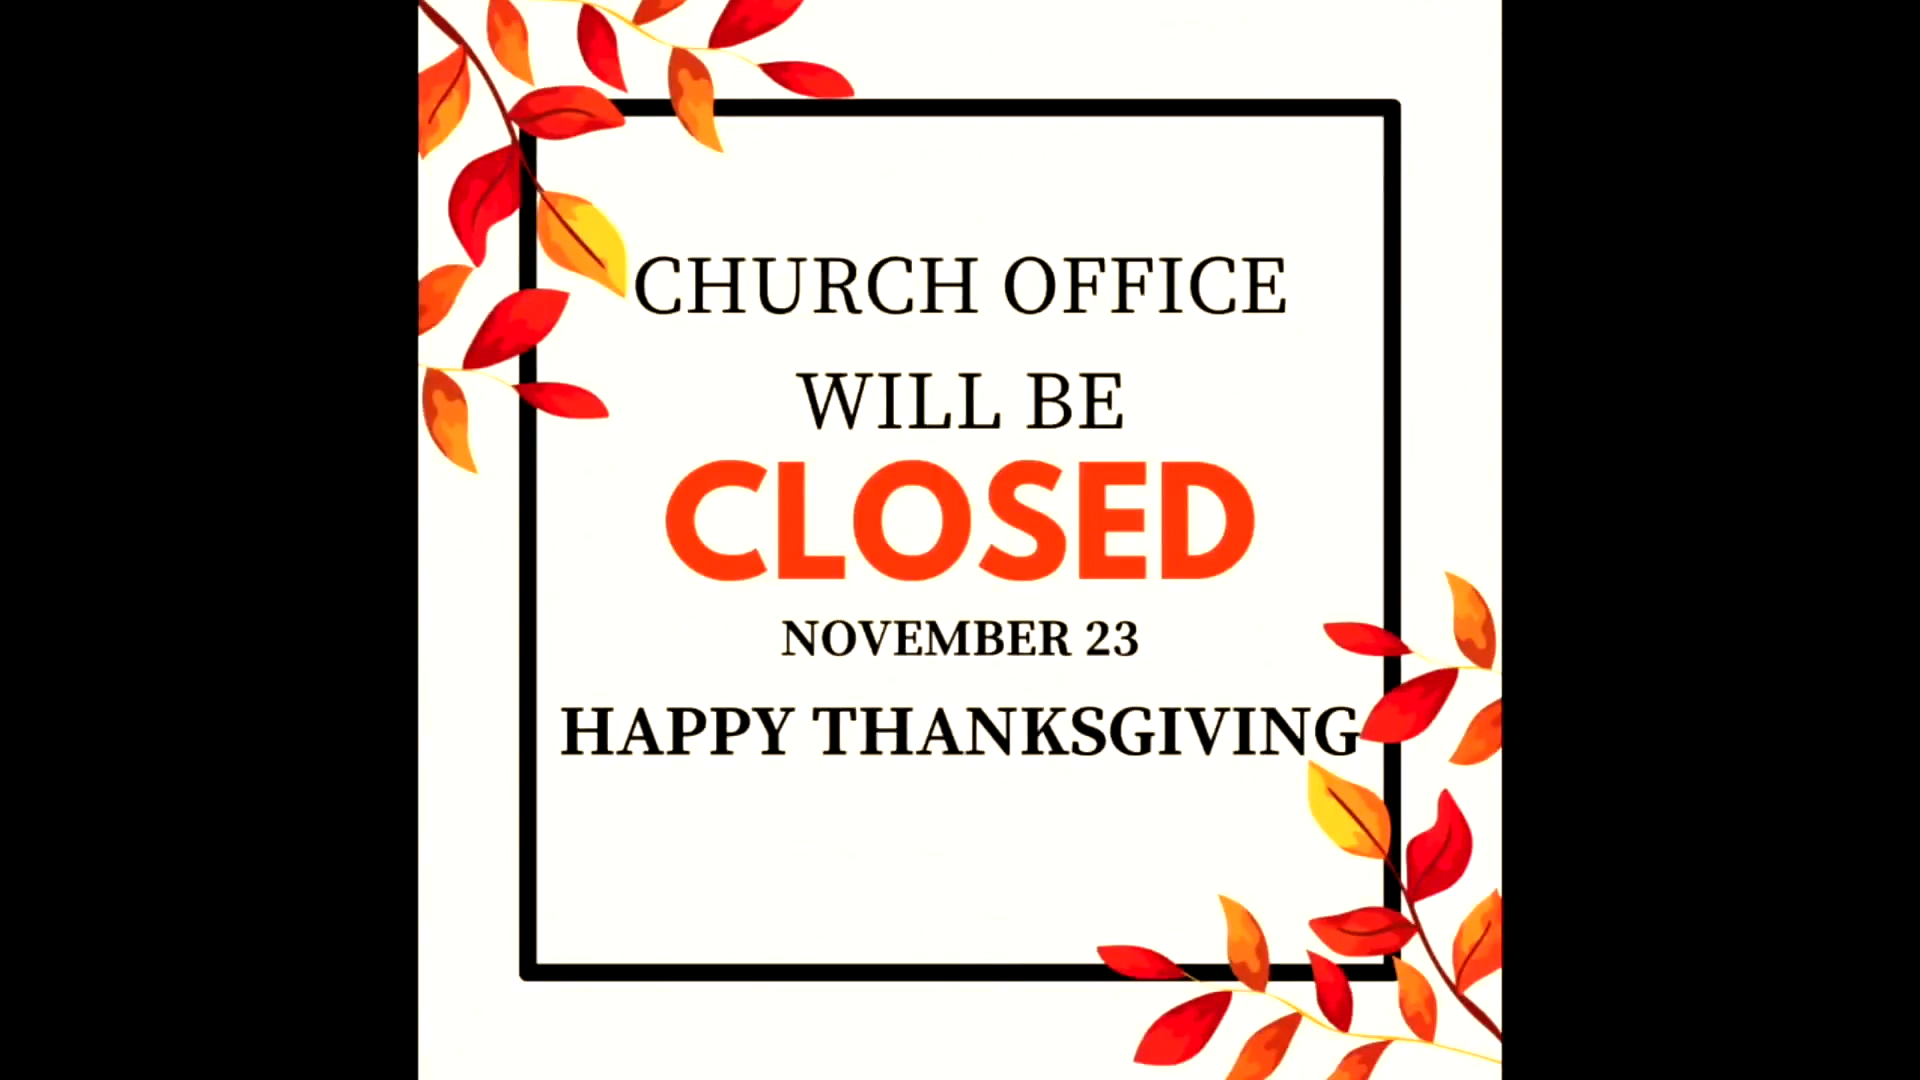 CHURCH OFFICE
WILL BE
CLOSED
NOVEMBER 23
HAPPY THANKSGIVING